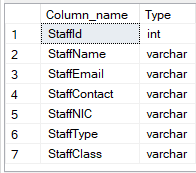 Column_name Type
1 StaffId int
2 StaffName varchar
3 StaffEmail varchar
4 StaffContact varchar
5 StaffNIC varchar
6 StaffType varchar
7 StaffClass varchar